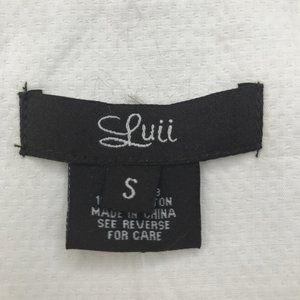 Luii
S
MADE IN CHINA
SEE REVERSE
FOR CARE